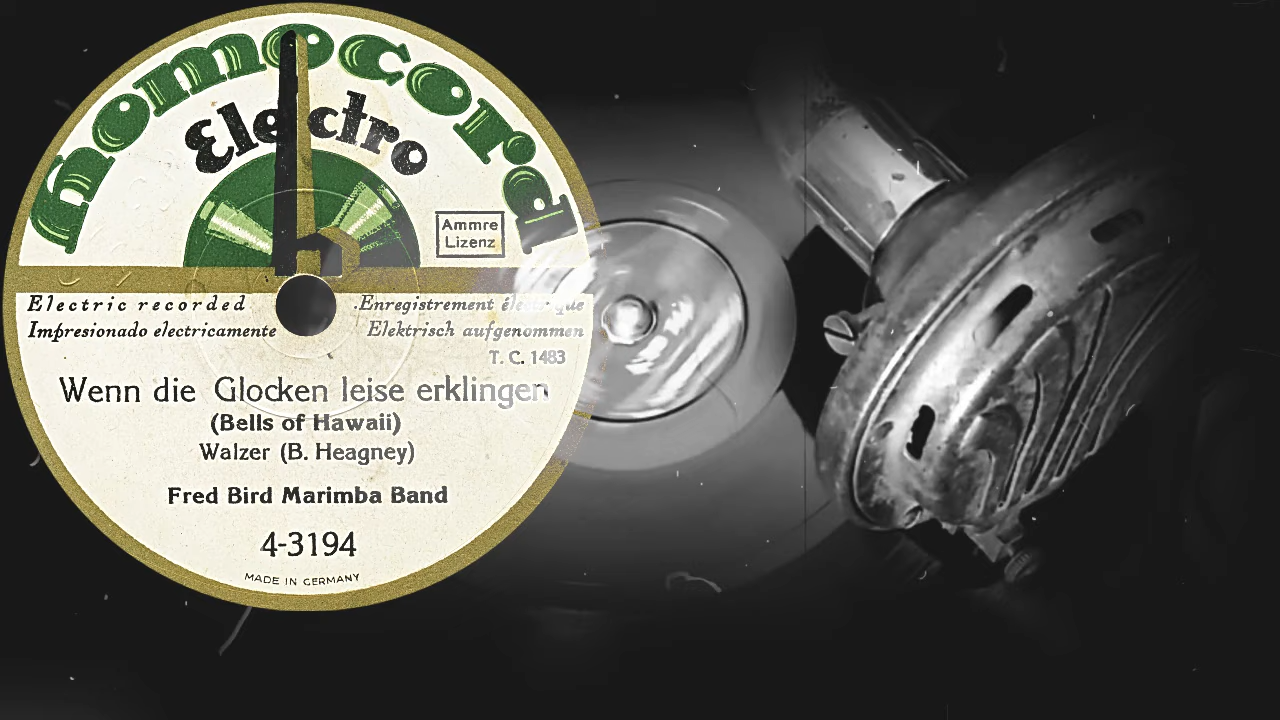 homocord
Electro
Ammre
Lizenz
Electric recorded
Enregistrement électrique
Impresionado electricamente
Elektrisch aufgenommen
T. C. 1483
Wenn die Glocken leise erklingen
(Bells of Hawaii)
Walzer (B. Heagney)
Fred Bird Marimba Band
4-3194
MADE IN GERMANY